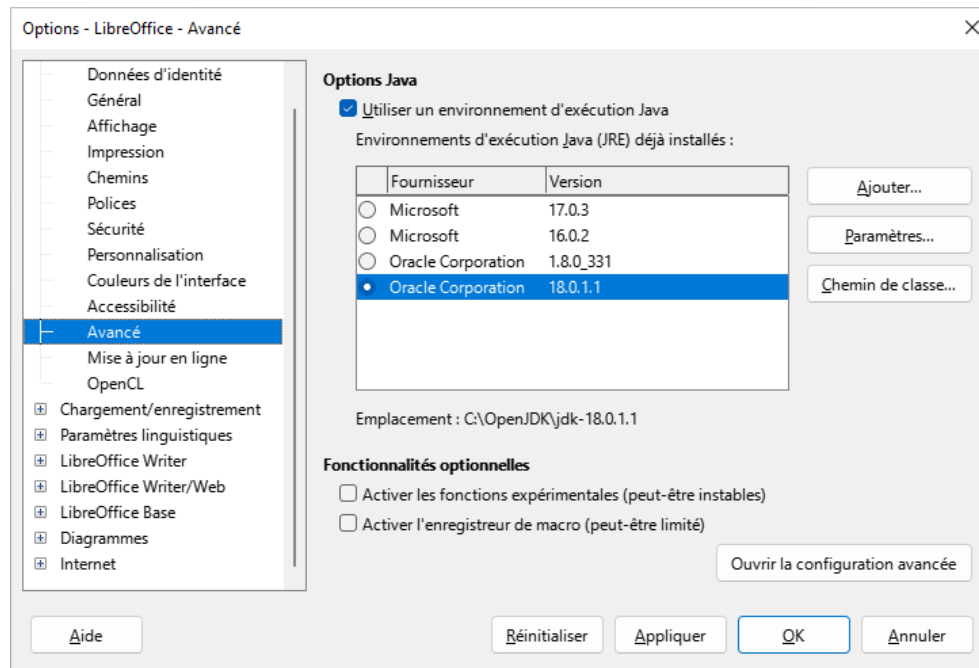 Options - LibreOffice - Avancé
Données d'identité
Général
Affichage
Impression
Chemins
Polices
Sécurité
Personnalisation
Couleurs de l'interface
Accessibilité
Avancé
Mise à jour en ligne
OpenCL
Chargement/enregistrement
Paramètres linguistiques
LibreOffice Writer
LibreOffice Writer/Web
LibreOffice Base
Diagrammes
Internet
Options Java
Utiliser un environnement d'exécution Java
Environnements d'exécution Java (JRE) déjà installés :
Fournisseur Version
Microsoft 17.0.3
Microsoft 16.0.2
Oracle Corporation 1.8.0_331
Oracle Corporation 18.0.1.1
Ajouter...
Paramètres...
Chemin de classe...
Emplacement : C:\OpenJDK\jdk-18.0.1.1
Fonctionnalités optionnelles
Activer les fonctions expérimentales (peut-être instables)
Activer l'enregistreur de macro (peut-être limité)
Ouvrir la configuration avancée
Aide Réinitialiser Appliquer OK Annuler